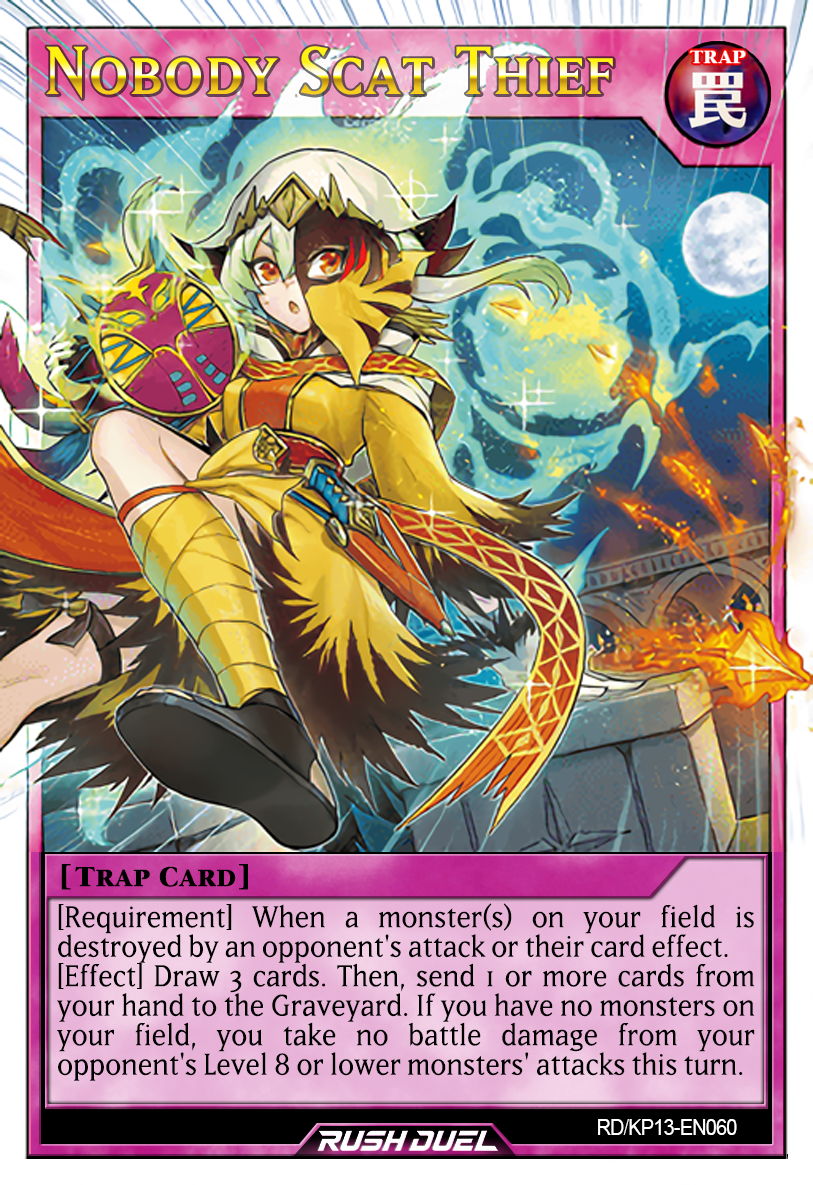 Nobody Scat Thief
TRAP
罠
[Trap Card]
[Requirement] When a monster(s) on your field is
destroyed by an opponent's attack or their card effect.
[Effect] Draw 3 cards. Then, send 1 or more cards from
your hand to the Graveyard. If you have no monsters on
your field, you take no battle damage from your
opponent's Level 8 or lower monsters' attacks this turn.
RD/KP13-EN060
RUSH DUEL